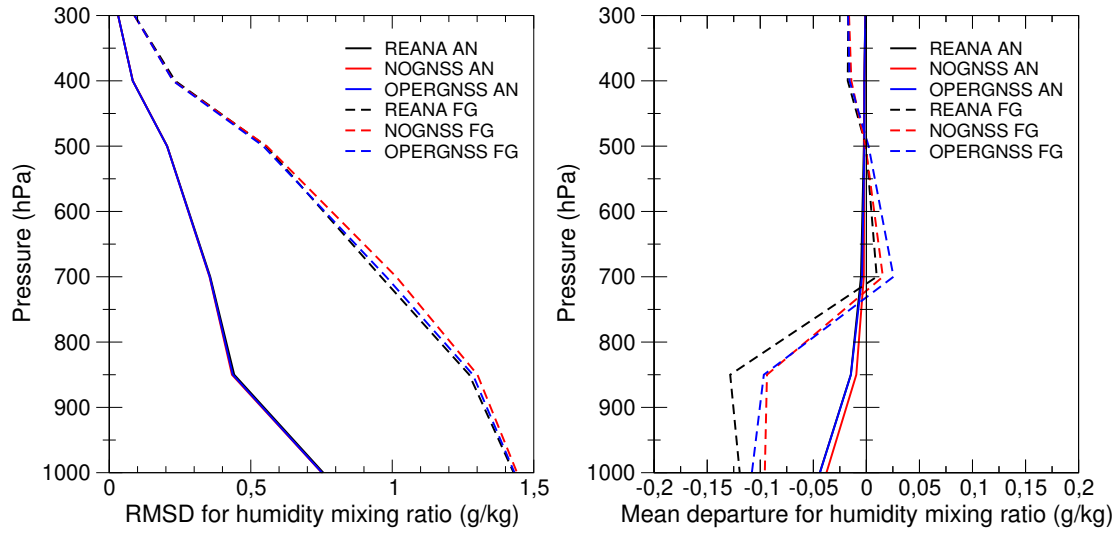 300
400
500
600
700
800
900
1000
Pressure (hPa)
0
0,5
1
1,5
RMSD for humidity mixing ratio (g/kg)
REANA AN
NOGNSS AN
OPERGNSS AN
REANA FG
NOGNSS FG
OPERGNSS FG
300
400
500
600
700
800
900
1000
Pressure (hPa)
-0,2
-0,15
-0,1
-0,05
0
0,05
0,1
0,15
0,2
Mean departure for humidity mixing ratio (g/kg)
REANA AN
NOGNSS AN
OPERGNSS AN
REANA FG
NOGNSS FG
OPERGNSS FG